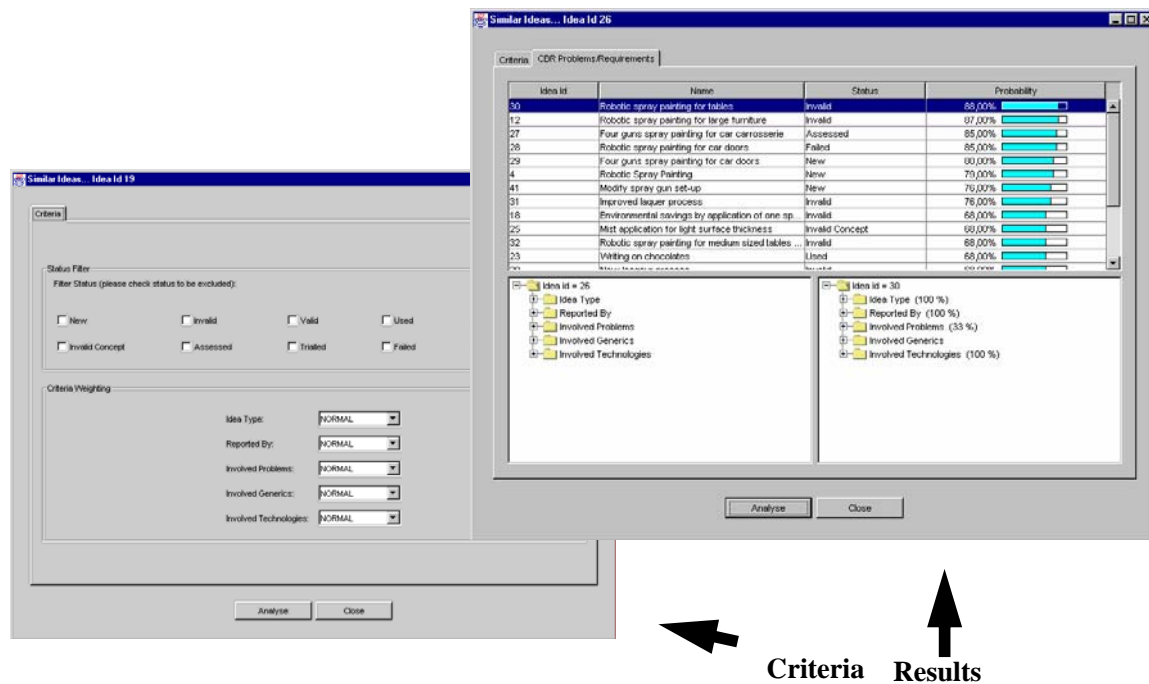 Similar Ideas... Idea Id 26
Criteria CBR Problems/Requirements
Idea Id Name Status Probability
30 Robotic spray painting for tables Invalid 88,00%
12 Robotic spray painting for large furniture Invalid 87,00%
27 Four guns spray painting for car carrosserie Assessed 85,00%
28 Robotic spray painting for car doors Failed 85,00%
29 Four guns spray painting for car doors New 80,00%
4 Robotic Spray Painting New 79,00%
41 Modify spray gun set-up New 76,00%
31 Improved laquer process Invalid 76,00%
18 Environmental savings by application of one sp... Invalid 68,00%
25 Mist application for light surface thickness Invalid Concept 68,00%
32 Robotic spray painting for medium sized tables ... Invalid 68,00%
23 Writing on chocolates Used 68,00%
Idea id = 26
Idea Type
Reported By
Involved Problems
Involved Generics
Involved Technologies
Idea id = 30
Idea Type (100 %)
Reported By (100 %)
Involved Problems (33 %)
Involved Generics
Involved Technologies (100 %)
Analyse Close
Similar Ideas... Idea Id 19
Criteria
Status Filter
Filter Status (please check status to be excluded):
New Invalid Valid Used
Invalid Concept Assessed Trialled Failed
Criteria Weighting
Idea Type: NORMAL
Reported By: NORMAL
Involved Problems: NORMAL
Involved Generics: NORMAL
Involved Technologies: NORMAL
Analyse Close
Criteria Results